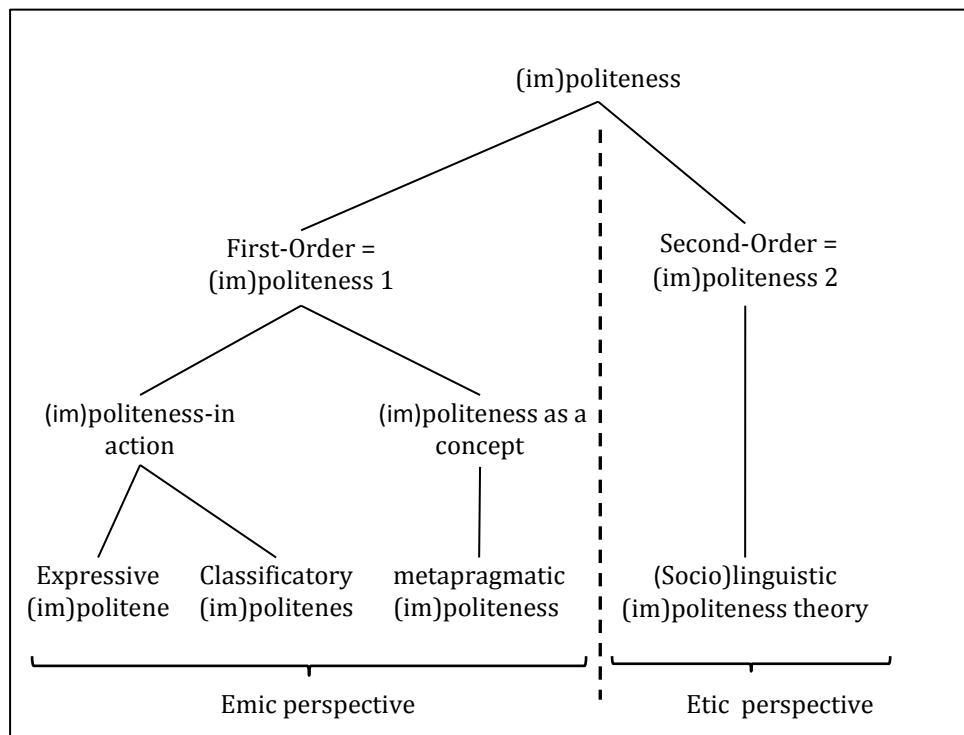 (im)politeness
First-Order =
(im)politeness 1
Second-Order =
(im)politeness 2
(im)politeness-in
action
(im)politeness as a
concept
Expressive
(im)politene
Classificatory
(im)politenes
metapragmatic
(im)politeness
(Socio)linguistic
(im)politeness theory
Emic perspective
Etic perspective